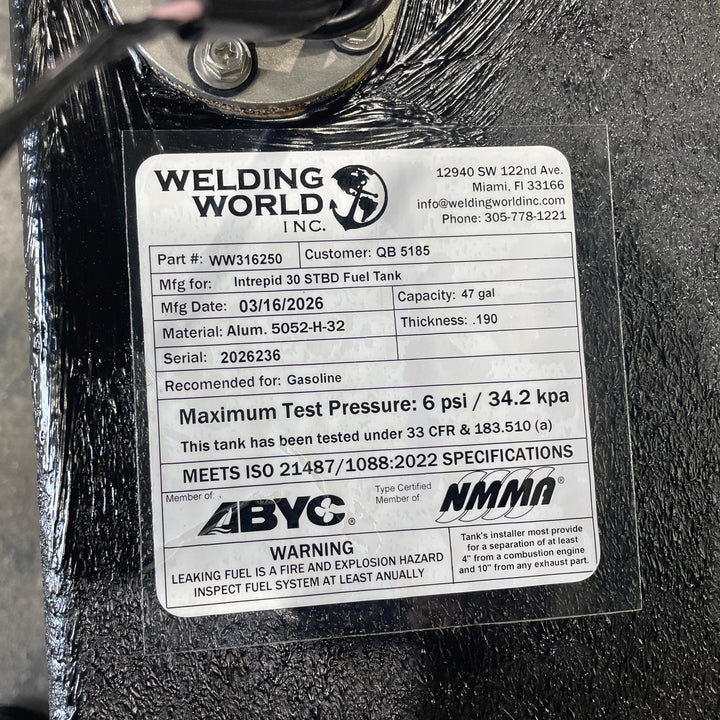 WELDING
WORLD
INC.
12940 SW 122nd Ave.
Miami, Fl 33166
info@weldingworldinc.com
Phone: 305-778-1221
Part #: WW316250 Customer: QB 5185
Mfg for: Intrepid 30 STBD Fuel Tank
Mfg Date: 03/16/2026 Capacity: 47 gal
Material: Alum. 5052-H-32 Thickness: .190
Serial: 2026236
Recomended for: Gasoline
Maximum Test Pressure: 6 psi / 34.2 kpa
This tank has been tested under 33 CFR & 183.510 (a)
MEETS ISO 21487/1088:2022 SPECIFICATIONS
Member of: ABYC®
Type Certified
Member of: NMMA®
WARNING
LEAKING FUEL IS A FIRE AND EXPLOSION HAZARD
INSPECT FUEL SYSTEM AT LEAST ANUALLY
Tank's installer most provide
for a separation of at least
4" from a combustion engine
and 10" from any exhaust part.